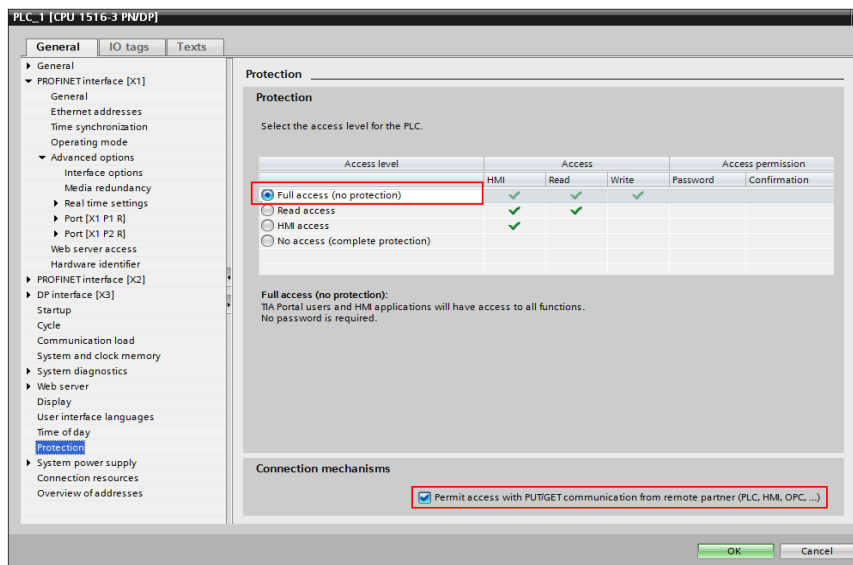 PLC_1 [CPU 1516-3 PN/DP]
General IO tags Texts
General
PROFINET interface [X1]
General
Ethernet addresses
Time synchronization
Operating mode
Advanced options
Interface options
Media redundancy
Real time settings
Port [X1 P1 R]
Port [X1 P2 R]
Web server access
Hardware identifier
PROFINET interface [X2]
DP interface [X3]
Startup
Cycle
Communication load
System and clock memory
System diagnostics
Web server
Display
User interface languages
Time of day
Protection
System power supply
Connection resources
Overview of addresses
Protection
Protection
Select the access level for the PLC.
Access level Access Access permission
HMI Read Write Password Confirmation
Full access (no protection)
Read access
HMI access
No access (complete protection)
Full access (no protection):
TIA Portal users and HMI applications will have access to all functions.
No password is required.
Connection mechanisms
Permit access with PUT/GET communication from remote partner (PLC, HMI, OPC, ...)
OK Cancel